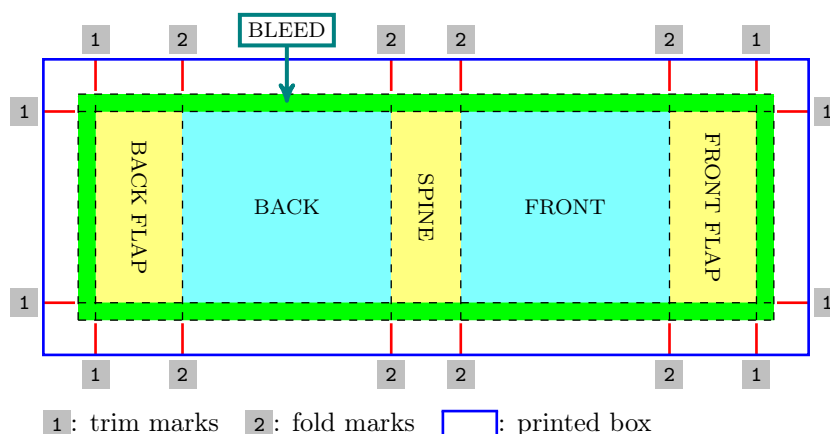 BLEED
1 2 2 2 2 1
1 1
BACK FLAP
BACK
SPINE
FRONT
FRONT FLAP
1 1
1 2 2 2 2 1
1: trim marks 2: fold marks : printed box